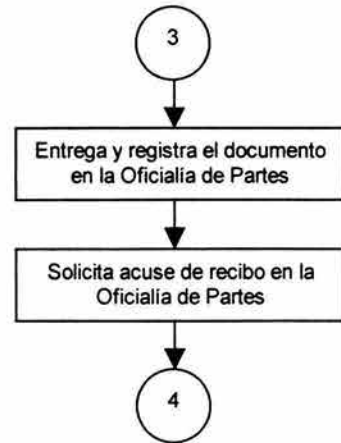 3
Entrega y registra el documento
en la Oficialía de Partes
Solicita acuse de recibo en la
Oficialía de Partes
4